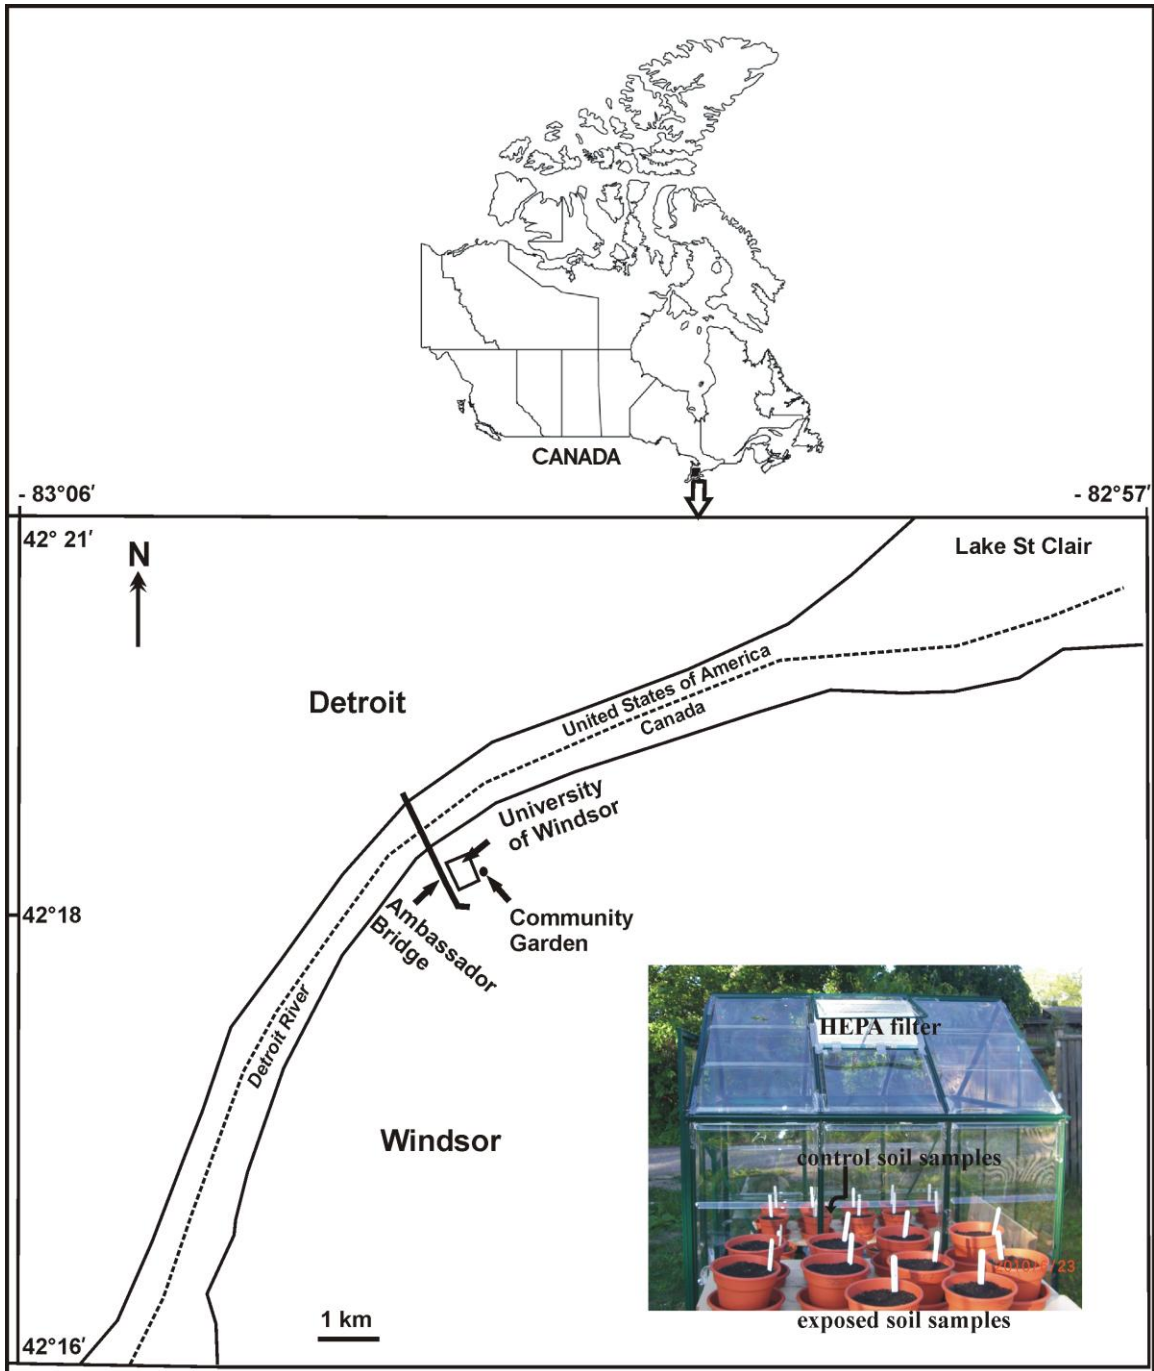 CANADA
- 83°06′
- 82°57′
42° 21′
N
Lake St Clair
Detroit
United States of America
Canada
University
of Windsor
Ambassador
Bridge
Community
Garden
42°18
Detroit River
Windsor
HEPA filter
control soil samples
exposed soil samples
1 km
42°16′